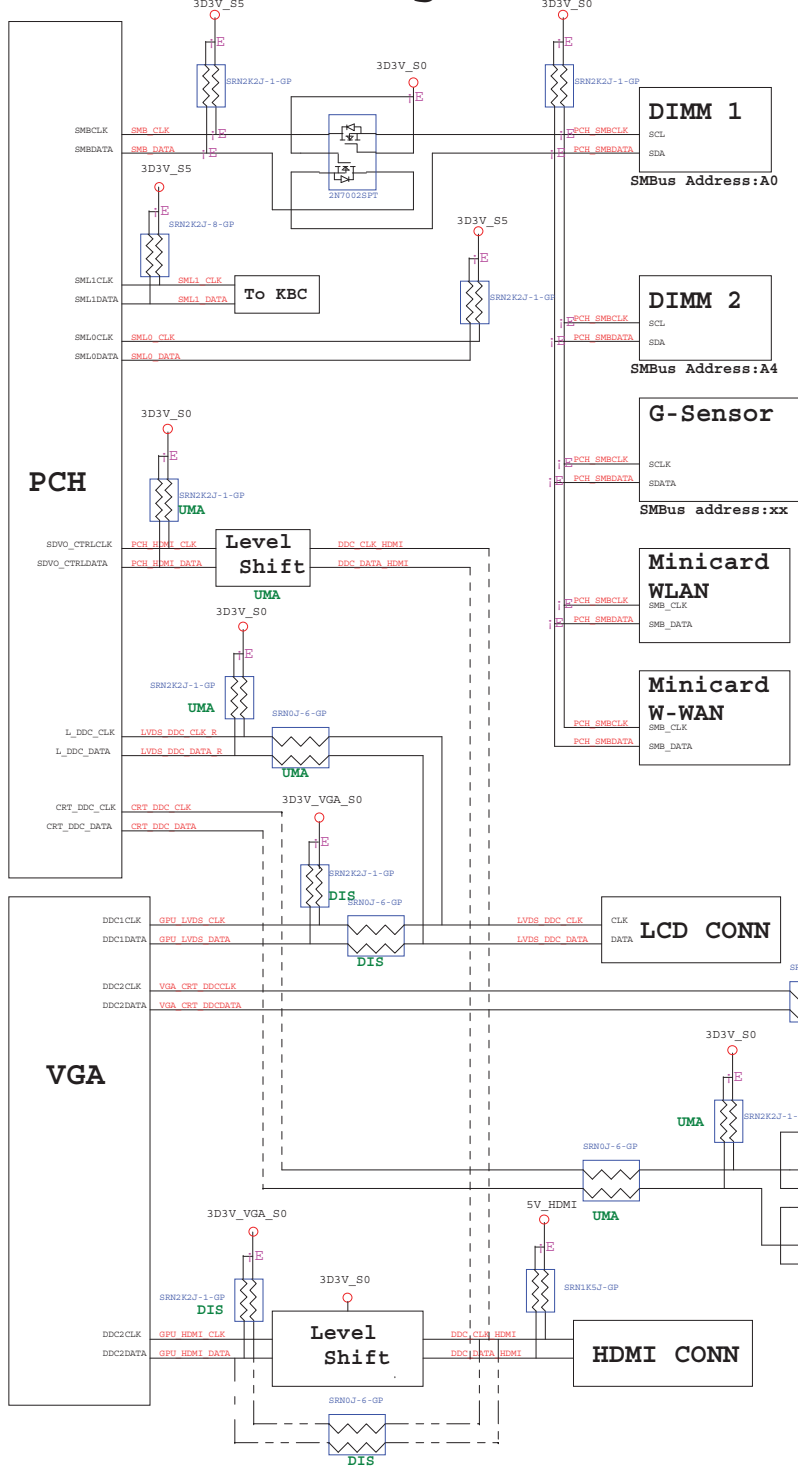 3D3V_S5
3D3V_S0
SRN2K2J-1-GP
3D3V_S0
SRN2K2J-1-GP
DIMM 1
SMBCLK
SMB_CLK
PCH_SMBCLK
SCL
SMBDATA
SMB_DATA
PCH_SMBDATA
SDA
SMBus Address:A0
3D3V_S5
2N7002SPT
SRN2K2J-8-GP
3D3V_S5
SML1CLK
SML1_CLK
To KBC
SML1DATA
SML1_DATA
SRN2K2J-1-GP
DIMM 2
SML0CLK
SML0_CLK
PCH_SMBCLK
SCL
SML0DATA
SML0_DATA
PCH_SMBDATA
SDA
SMBus Address:A4
3D3V_S0
G-Sensor
PCH_SMBCLK
SCLK
PCH_SMBDATA
SDATA
SMBus address:xx
PCH
SRN2K2J-1-GP
UMA
SDVO_CTRLCLK
PCH_HDMI_CLK
Level
Shift
DDC_CLK_HDMI
SDVO_CTRLDATA
PCH_HDMI_DATA
DDC_DATA_HDMI
UMA
Minicard
WLAN
PCH_SMBCLK
SMB_CLK
PCH_SMBDATA
SMB_DATA
3D3V_S0
SRN2K2J-1-GP
UMA
SRN0J-6-GP
Minicard
W-WAN
PCH_SMBCLK
SMB_CLK
PCH_SMBDATA
SMB_DATA
L_DDC_CLK
LVDS_DDC_CLK_R
L_DDC_DATA
LVDS_DDC_DATA_R
UMA
CRT_DDC_CLK
CRT_DDC_CLK
CRT_DDC_DATA
CRT_DDC_DATA
3D3V_VGA_S0
SRN2K2J-1-GP
DIS
SRN0J-6-GP
DDC1CLK
GPU_LVDS_CLK
LVDS_DDC_CLK
CLK
DDC1DATA
GPU_LVDS_DATA
LVDS_DDC_DATA
DATA
LCD CONN
DIS
DDC2CLK
VGA_CRT_DDCCLK
DDC2DATA
VGA_CRT_DDCDATA
VGA
3D3V_S0
UMA
SRN2K2J-1-
SRN0J-6-GP
UMA
3D3V_VGA_S0
5V_HDMI
3D3V_S0
SRN2K2J-1-GP
DIS
SRN1K5J-GP
DDC2CLK
GPU_HDMI_CLK
Level
Shift
DDC_CLK_HDMI
DDC2DATA
GPU_HDMI_DATA
DDC_DATA_HDMI
HDMI CONN
SRN0J-6-GP
DIS